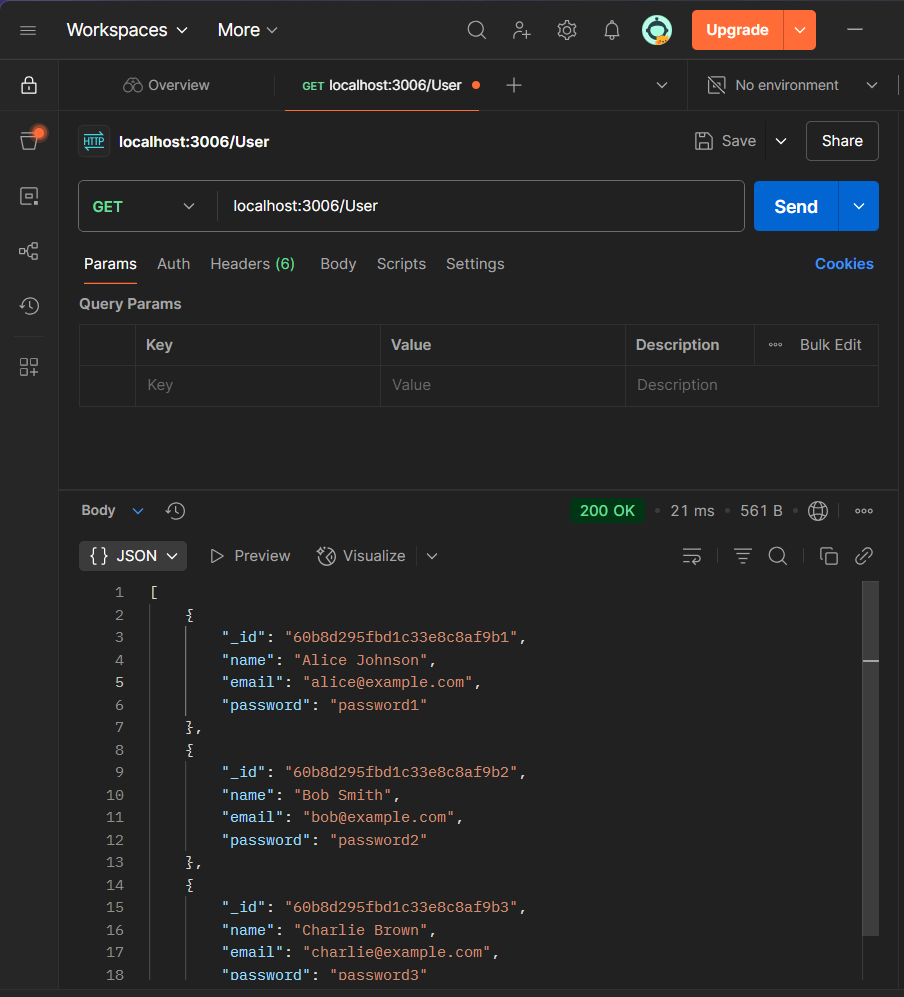 Workspaces More Upgrade
Overview GET localhost:3006/User No environment
HTTP localhost:3006/User Save Share
GET localhost:3006/User Send
Params Auth Headers (6) Body Scripts Settings Cookies
Query Params
Key Value Description Bulk Edit
Key Value Description
Body 200 OK 21 ms 561 B
{} JSON Preview Visualize
1 [
2 {
3 "_id": "60b8d295fbd1c33e8c8af9b1",
4 "name": "Alice Johnson",
5 "email": "alice@example.com",
6 "password": "password1"
7 },
8 {
9 "_id": "60b8d295fbd1c33e8c8af9b2",
10 "name": "Bob Smith",
11 "email": "bob@example.com",
12 "password": "password2"
13 },
14 {
15 "_id": "60b8d295fbd1c33e8c8af9b3",
16 "name": "Charlie Brown",
17 "email": "charlie@example.com",
18 "password": "password3"